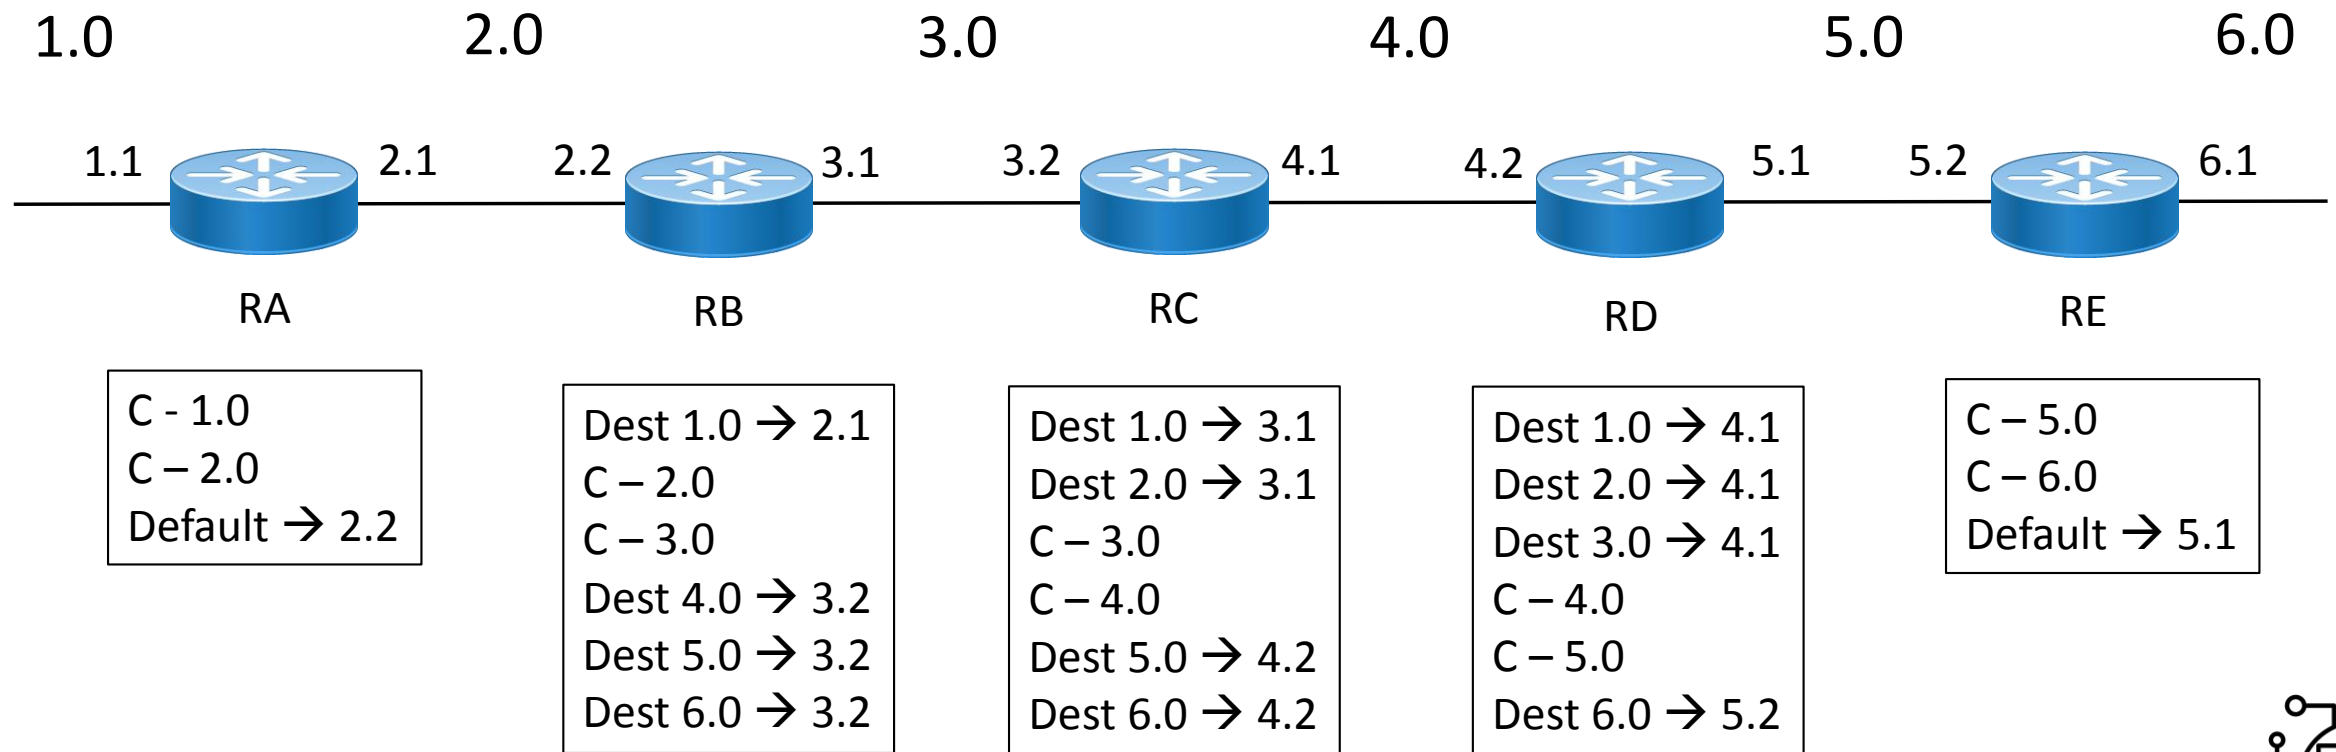 1.0 2.0 3.0 4.0 5.0 6.0
1.1 2.1 2.2 3.1 3.2 4.1 4.2 5.1 5.2 6.1
RA RB RC RD RE
C - 1.0
C – 2.0
Default → 2.2
Dest 1.0 → 2.1
C – 2.0
C – 3.0
Dest 4.0 → 3.2
Dest 5.0 → 3.2
Dest 6.0 → 3.2
Dest 1.0 → 3.1
Dest 2.0 → 3.1
C – 3.0
C – 4.0
Dest 5.0 → 4.2
Dest 6.0 → 4.2
Dest 1.0 → 4.1
Dest 2.0 → 4.1
Dest 3.0 → 4.1
C – 4.0
C – 5.0
Dest 6.0 → 5.2
C – 5.0
C – 6.0
Default → 5.1